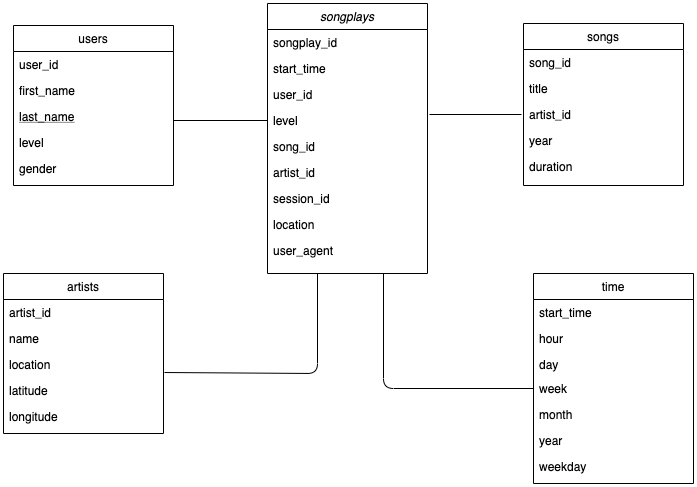 users
user_id
first_name
last_name
level
gender
songplays
songplay_id
start_time
user_id
level
song_id
artist_id
session_id
location
user_agent
songs
song_id
title
artist_id
year
duration
artists
artist_id
name
location
latitude
longitude
time
start_time
hour
day
week
month
year
weekday